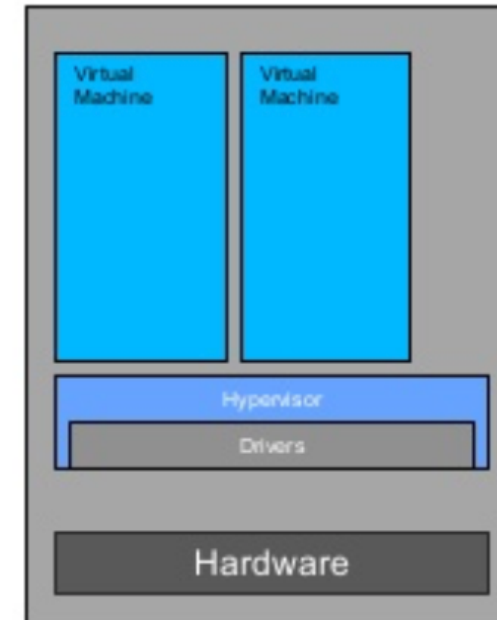 Virtual
Machine
Virtual
Machine
Hypervisor
Drivers
Hardware